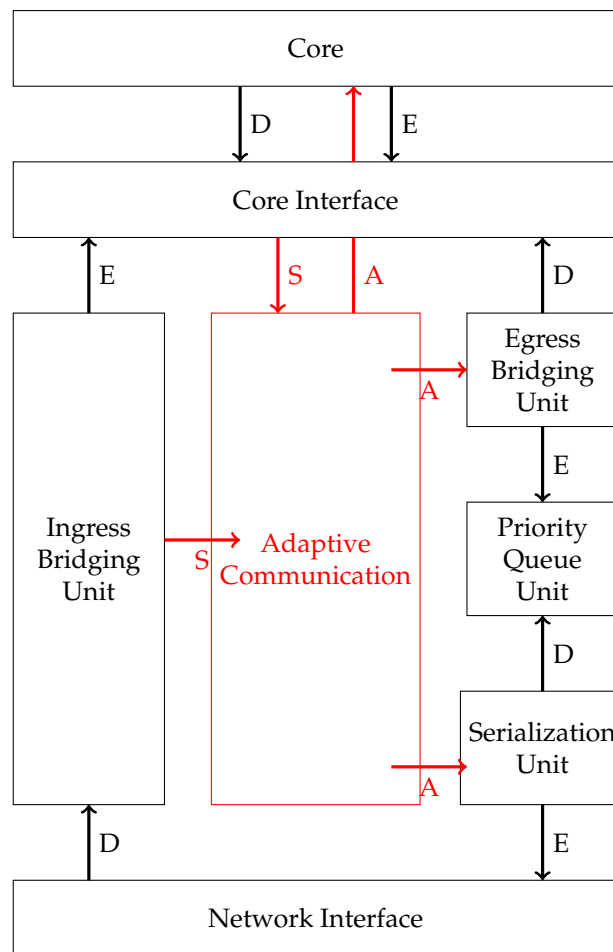 Core
D
E
Core Interface
E
S
A
D
Egress
Bridging
Unit
A
E
Ingress
Bridging
Unit
S
Adaptive
Communication
Priority
Queue
Unit
D
Serialization
Unit
A
D
E
Network Interface